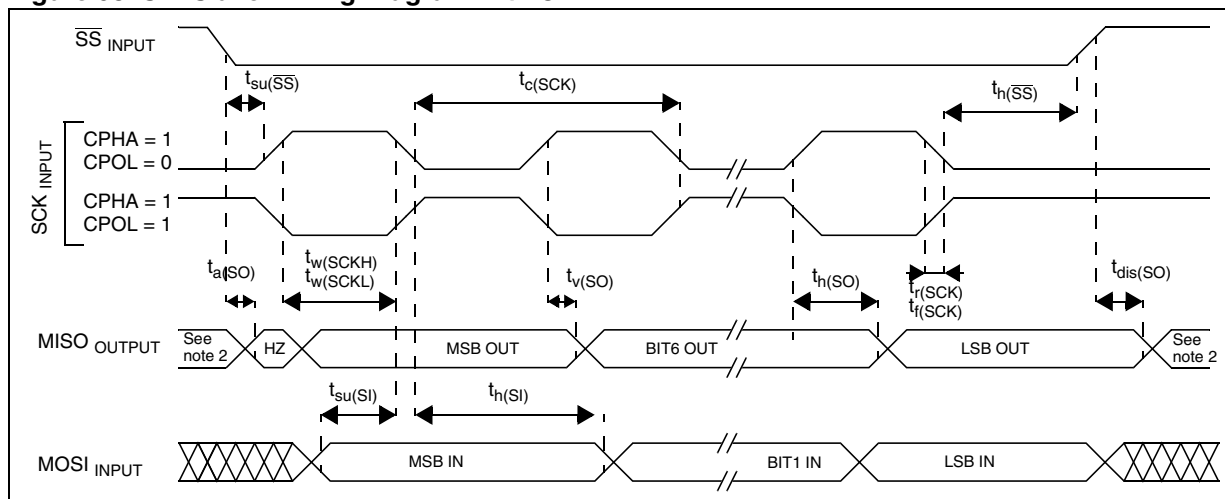 SS INPUT
tsu(SS)
tc(SCK)
th(SS)
SCK INPUT
CPHA = 1
CPOL = 0
CPHA = 1
CPOL = 1
ta(SO)
tw(SCKH)
tw(SCKL)
tv(SO)
th(SO)
tr(SCK)
tf(SCK)
tdis(SO)
MISO OUTPUT
See
note 2
HZ
MSB OUT
BIT6 OUT
LSB OUT
See
note 2
tsu(SI)
th(SI)
MOSI INPUT
MSB IN
BIT1 IN
LSB IN